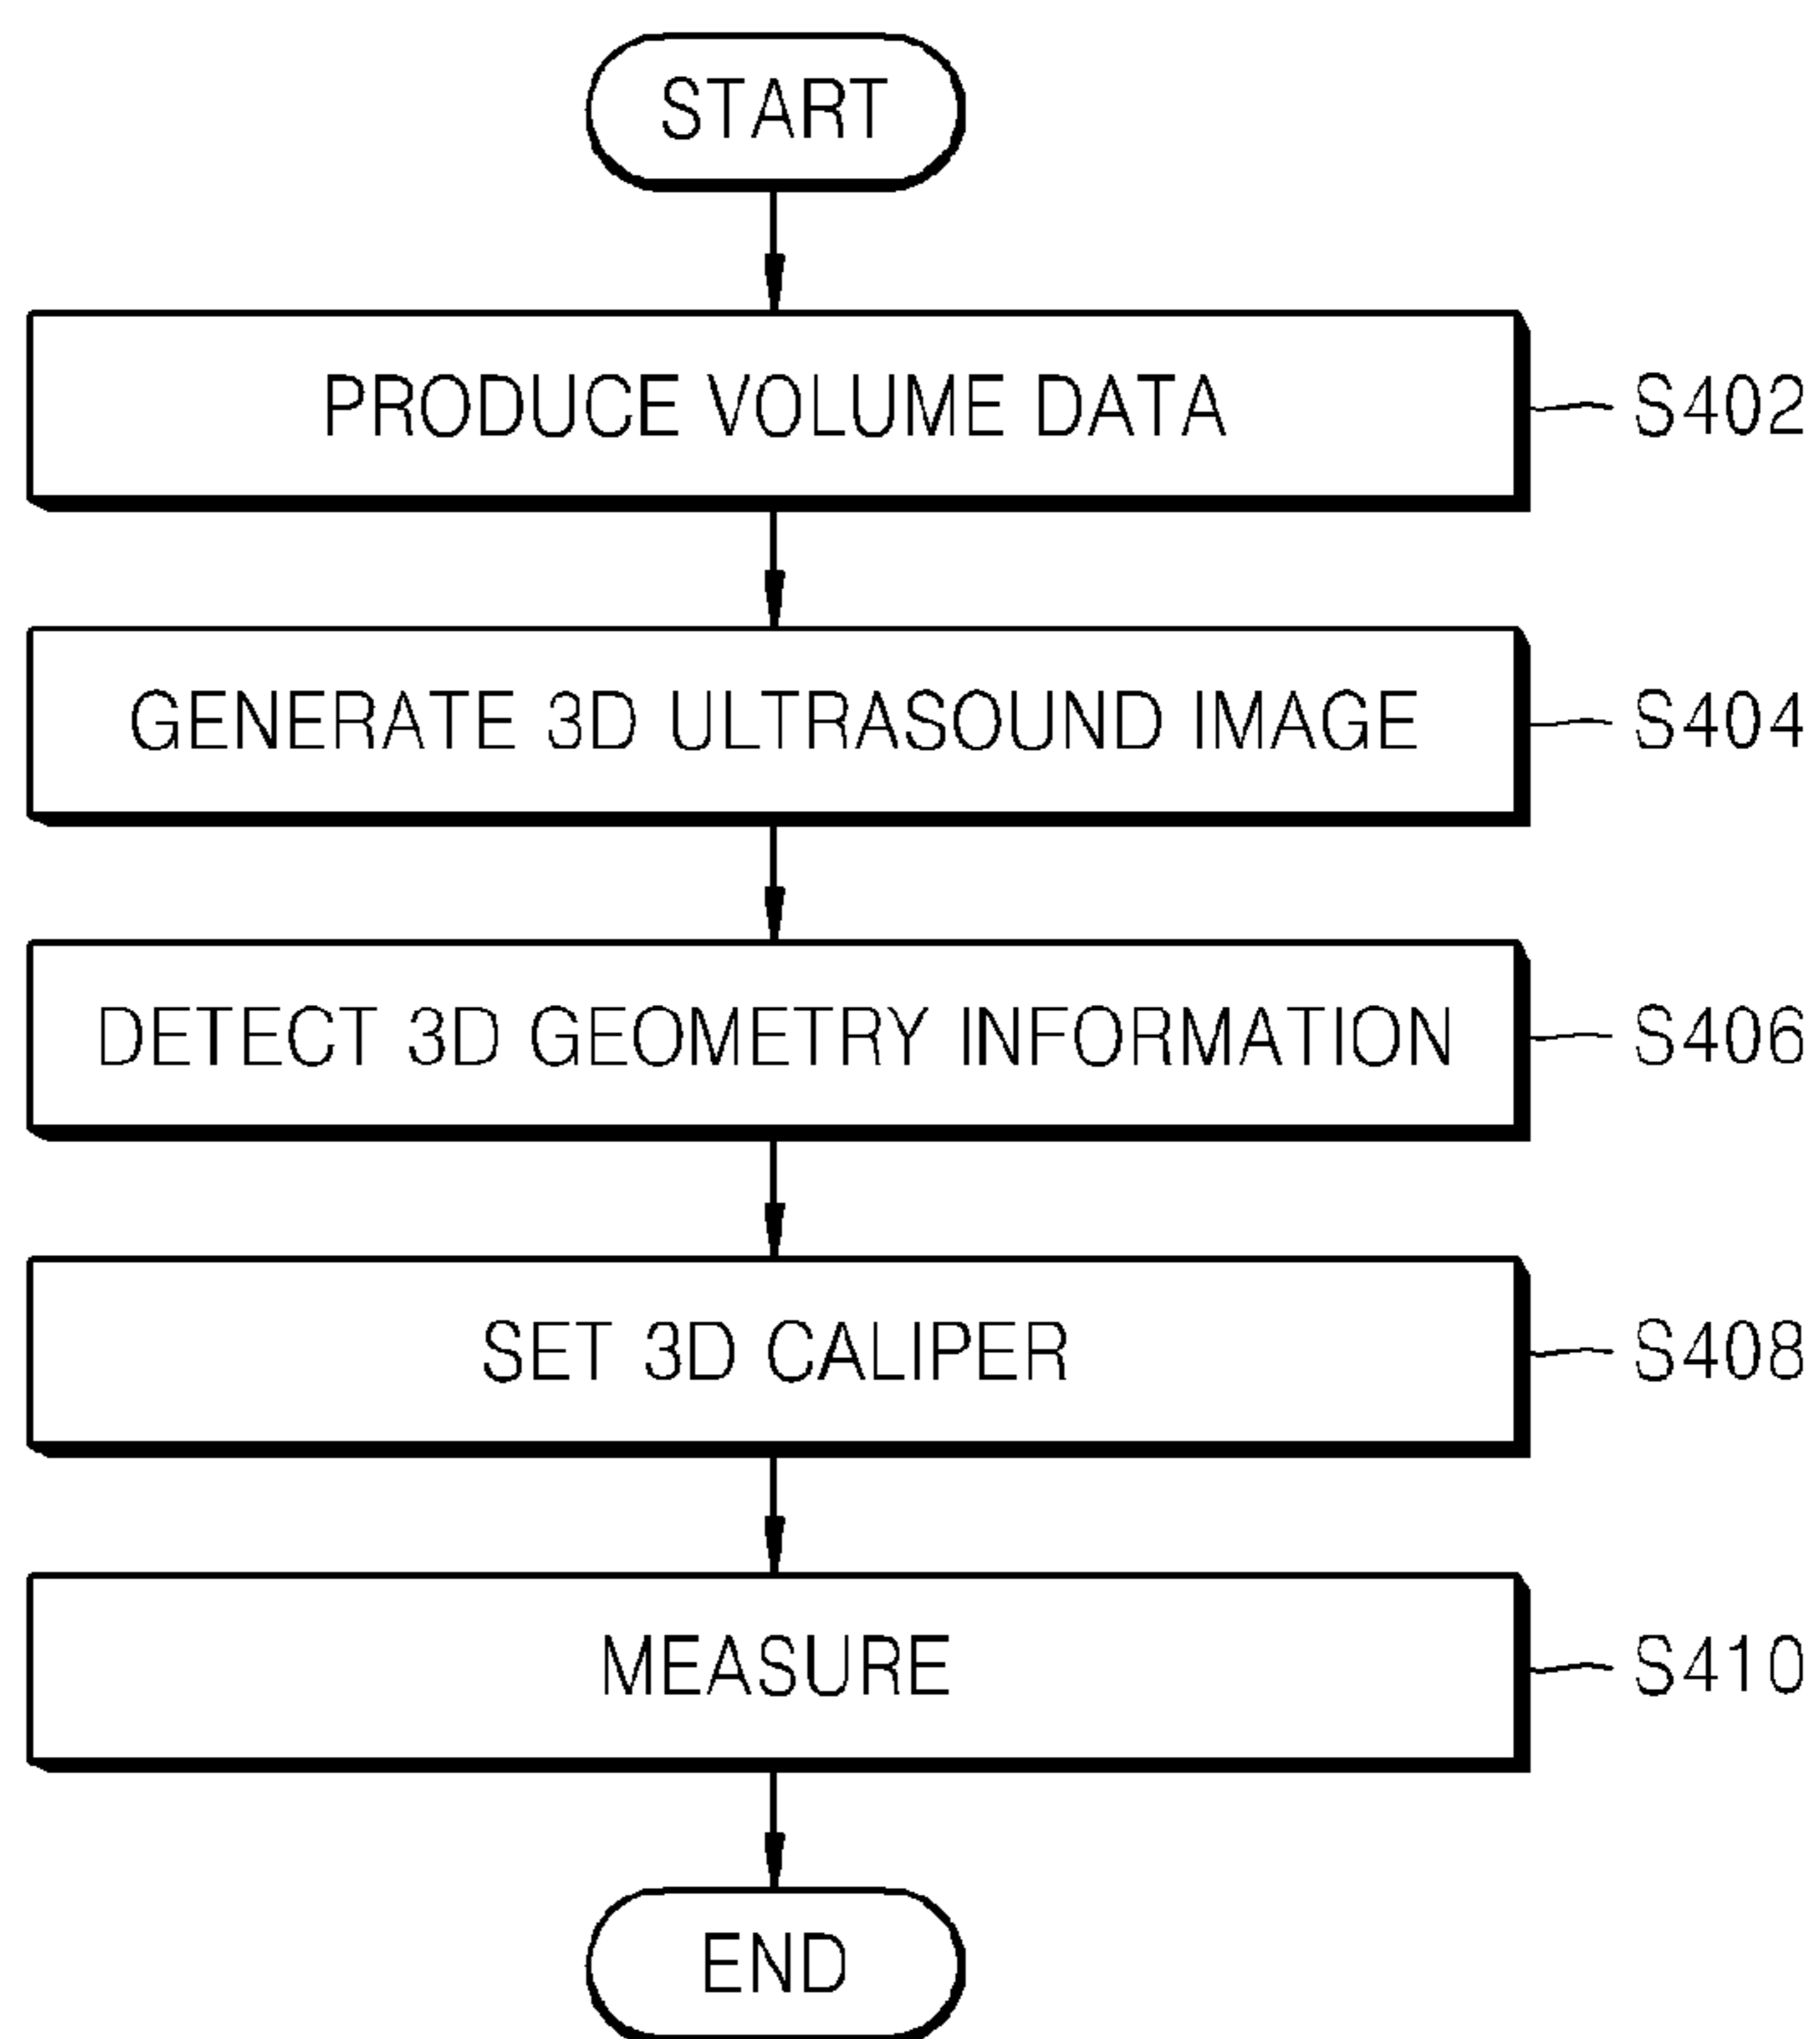 START
PRODUCE VOLUME DATA S402
GENERATE 3D ULTRASOUND IMAGE S404
DETECT 3D GEOMETRY INFORMATION S406
SET 3D CALIPER S408
MEASURE S410
END